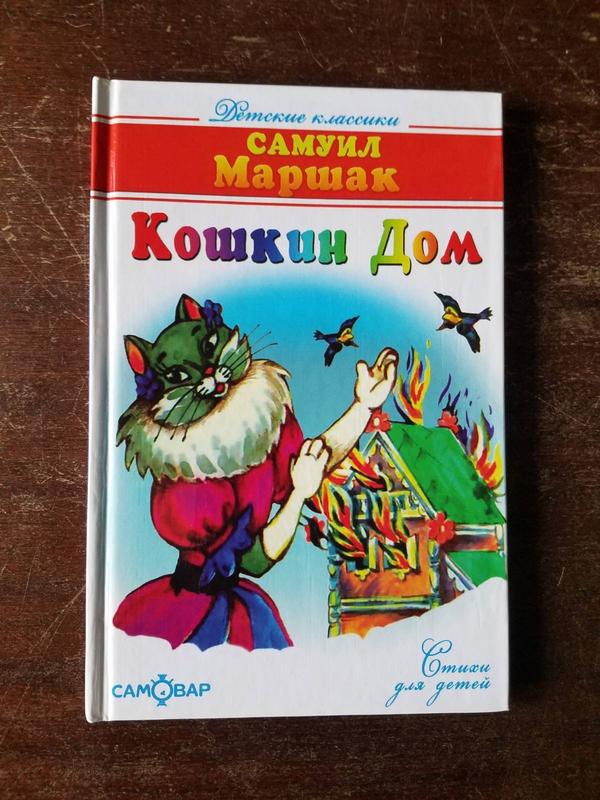 Детские классики
САМУИЛ
Маршак
Кошкин Дом
Стихи
для детей
САМОВАР